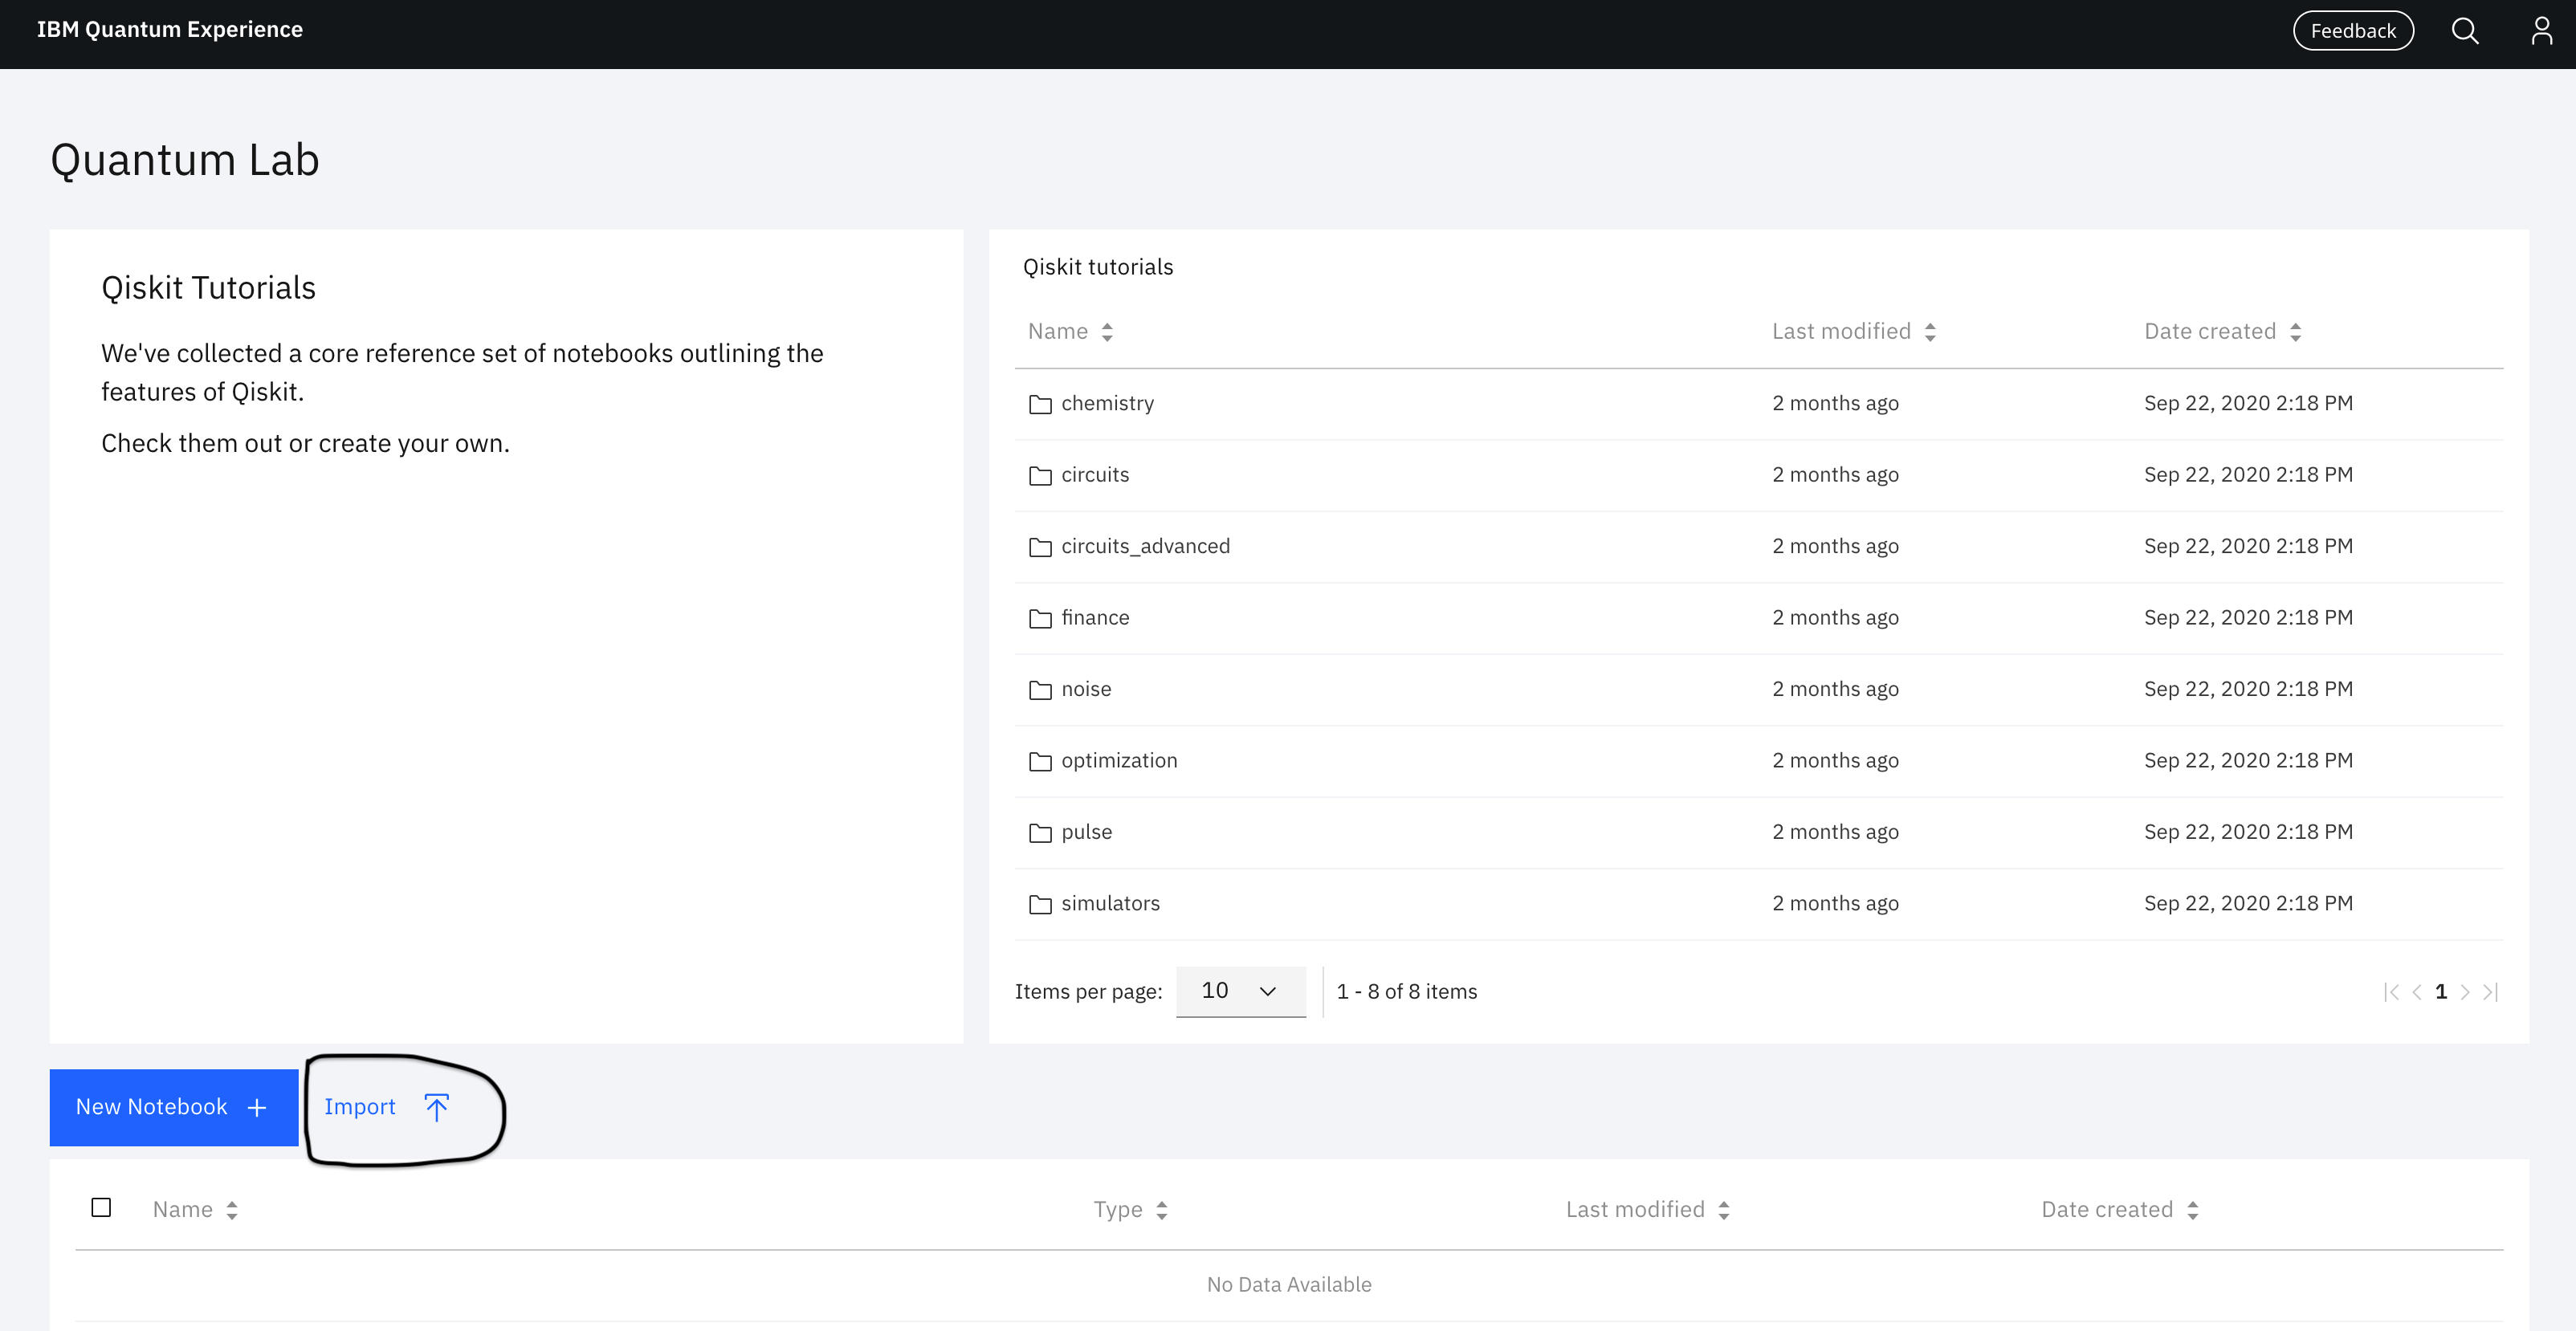 IBM Quantum Experience
Feedback
Quantum Lab
Qiskit Tutorials
We've collected a core reference set of notebooks outlining the
features of Qiskit.
Check them out or create your own.
Qiskit tutorials
Name Last modified Date created
chemistry 2 months ago Sep 22, 2020 2:18 PM
circuits 2 months ago Sep 22, 2020 2:18 PM
circuits_advanced 2 months ago Sep 22, 2020 2:18 PM
finance 2 months ago Sep 22, 2020 2:18 PM
noise 2 months ago Sep 22, 2020 2:18 PM
optimization 2 months ago Sep 22, 2020 2:18 PM
pulse 2 months ago Sep 22, 2020 2:18 PM
simulators 2 months ago Sep 22, 2020 2:18 PM
Items per page: 10 1 - 8 of 8 items 1
New Notebook + Import
Name Type Last modified Date created
No Data Available